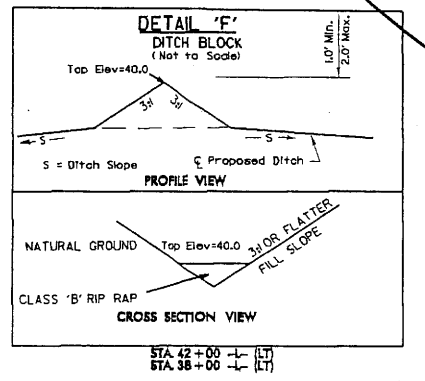 DETAIL 'F'
DITCH BLOCK
(Not to Scale)
1.0' Min.
2.0' Max.
Top Elev=40.0
3:1
3:1
S
S
S = Ditch Slope
℄ Proposed Ditch
PROFILE VIEW
NATURAL GROUND
Top Elev=40.0
3:1 OR FLATTER
FILL SLOPE
CLASS 'B' RIP RAP
CROSS SECTION VIEW
STA. 42+00 -L- (LT)
STA. 38+00 -L- (LT)